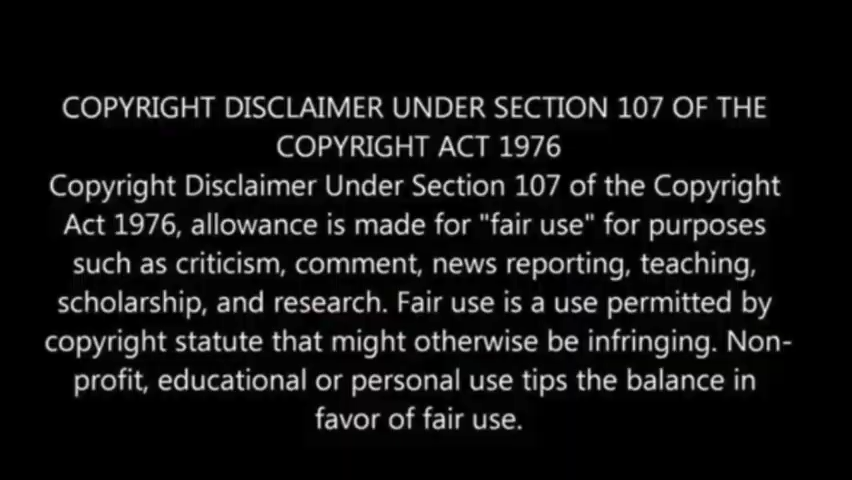 COPYRIGHT DISCLAIMER UNDER SECTION 107 OF THE
COPYRIGHT ACT 1976
Copyright Disclaimer Under Section 107 of the Copyright
Act 1976, allowance is made for "fair use" for purposes
such as criticism, comment, news reporting, teaching,
scholarship, and research. Fair use is a use permitted by
copyright statute that might otherwise be infringing. Non-
profit, educational or personal use tips the balance in
favor of fair use.